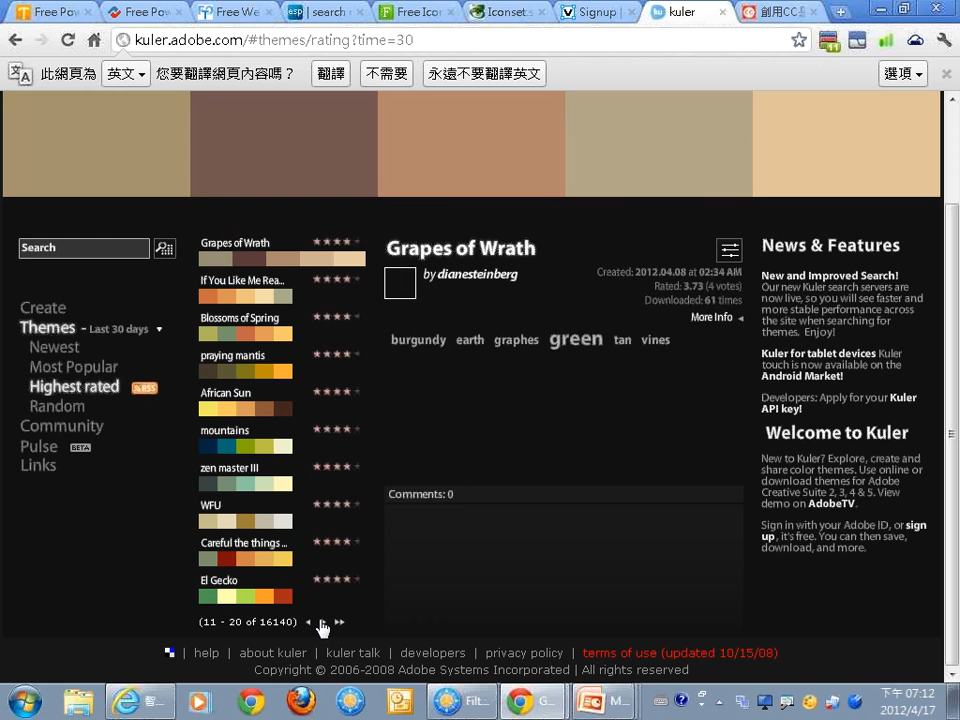 Free Pow
Free Pow
Free We
esp | search
Free Icon
Iconset.
Signup |
kuler
創用CC
kuler.adobe.com/#themes/rating?time=30
此網頁為 英文 您要翻譯網頁內容嗎？ 翻譯 不需要 永遠不要翻譯英文 選項
Search
Create
Themes - Last 30 days
Newest
Most Popular
Highest rated RSS
Random
Community
Pulse BETA
Links
Grapes of Wrath
If You Like Me Rea...
Blossoms of Spring
praying mantis
African Sun
mountains
zen master III
WFU
Careful the things ...
El Gecko
(11 - 20 of 16140)
Grapes of Wrath
by dianesteinberg
Created: 2012.04.08 at 02:34 AM
Rated: 3.73 (4 votes)
Downloaded: 61 times
More Info
burgundy earth graphes green tan vines
Comments: 0
News & Features
New and Improved Search!
Our new Kuler search servers are
now live, so you will see faster and
more stable performance across
the site when searching for
themes. Enjoy!
Kuler for tablet devices Kuler
touch is now available on the
Android Market!
Developers: Apply for your Kuler
API key!
Welcome to Kuler
New to Kuler? Explore, create and
share color themes. Use online or
download themes for Adobe
Creative Suite 2, 3, 4 & 5. View
demo on AdobeTV.
Sign in with your Adobe ID, or sign
up, it's free. You can then save,
download, and more.
| help | about kuler | kuler talk | developers | privacy policy | terms of use (updated 10/15/08)
Copyright © 2006-2008 Adobe Systems Incorporated | All rights reserved
智...
Filt...
G...
M...
下午 07:12
2012/4/17